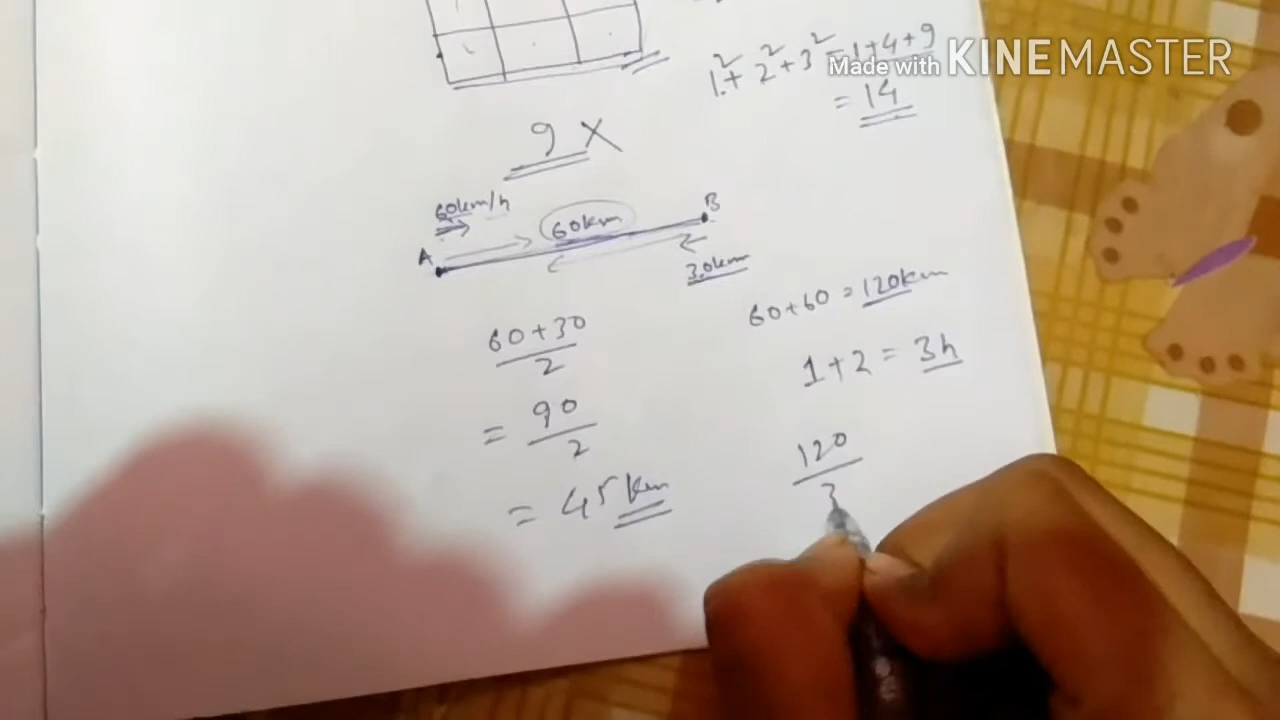 1² + 2² + 3² = 1+4+9
= 14
Made with KINEMASTER
9 X
60km/h
A
60km
B
30km
60+30
2
= 90
2
= 45 km
60+60 = 120km
1+2 = 3h
120
3